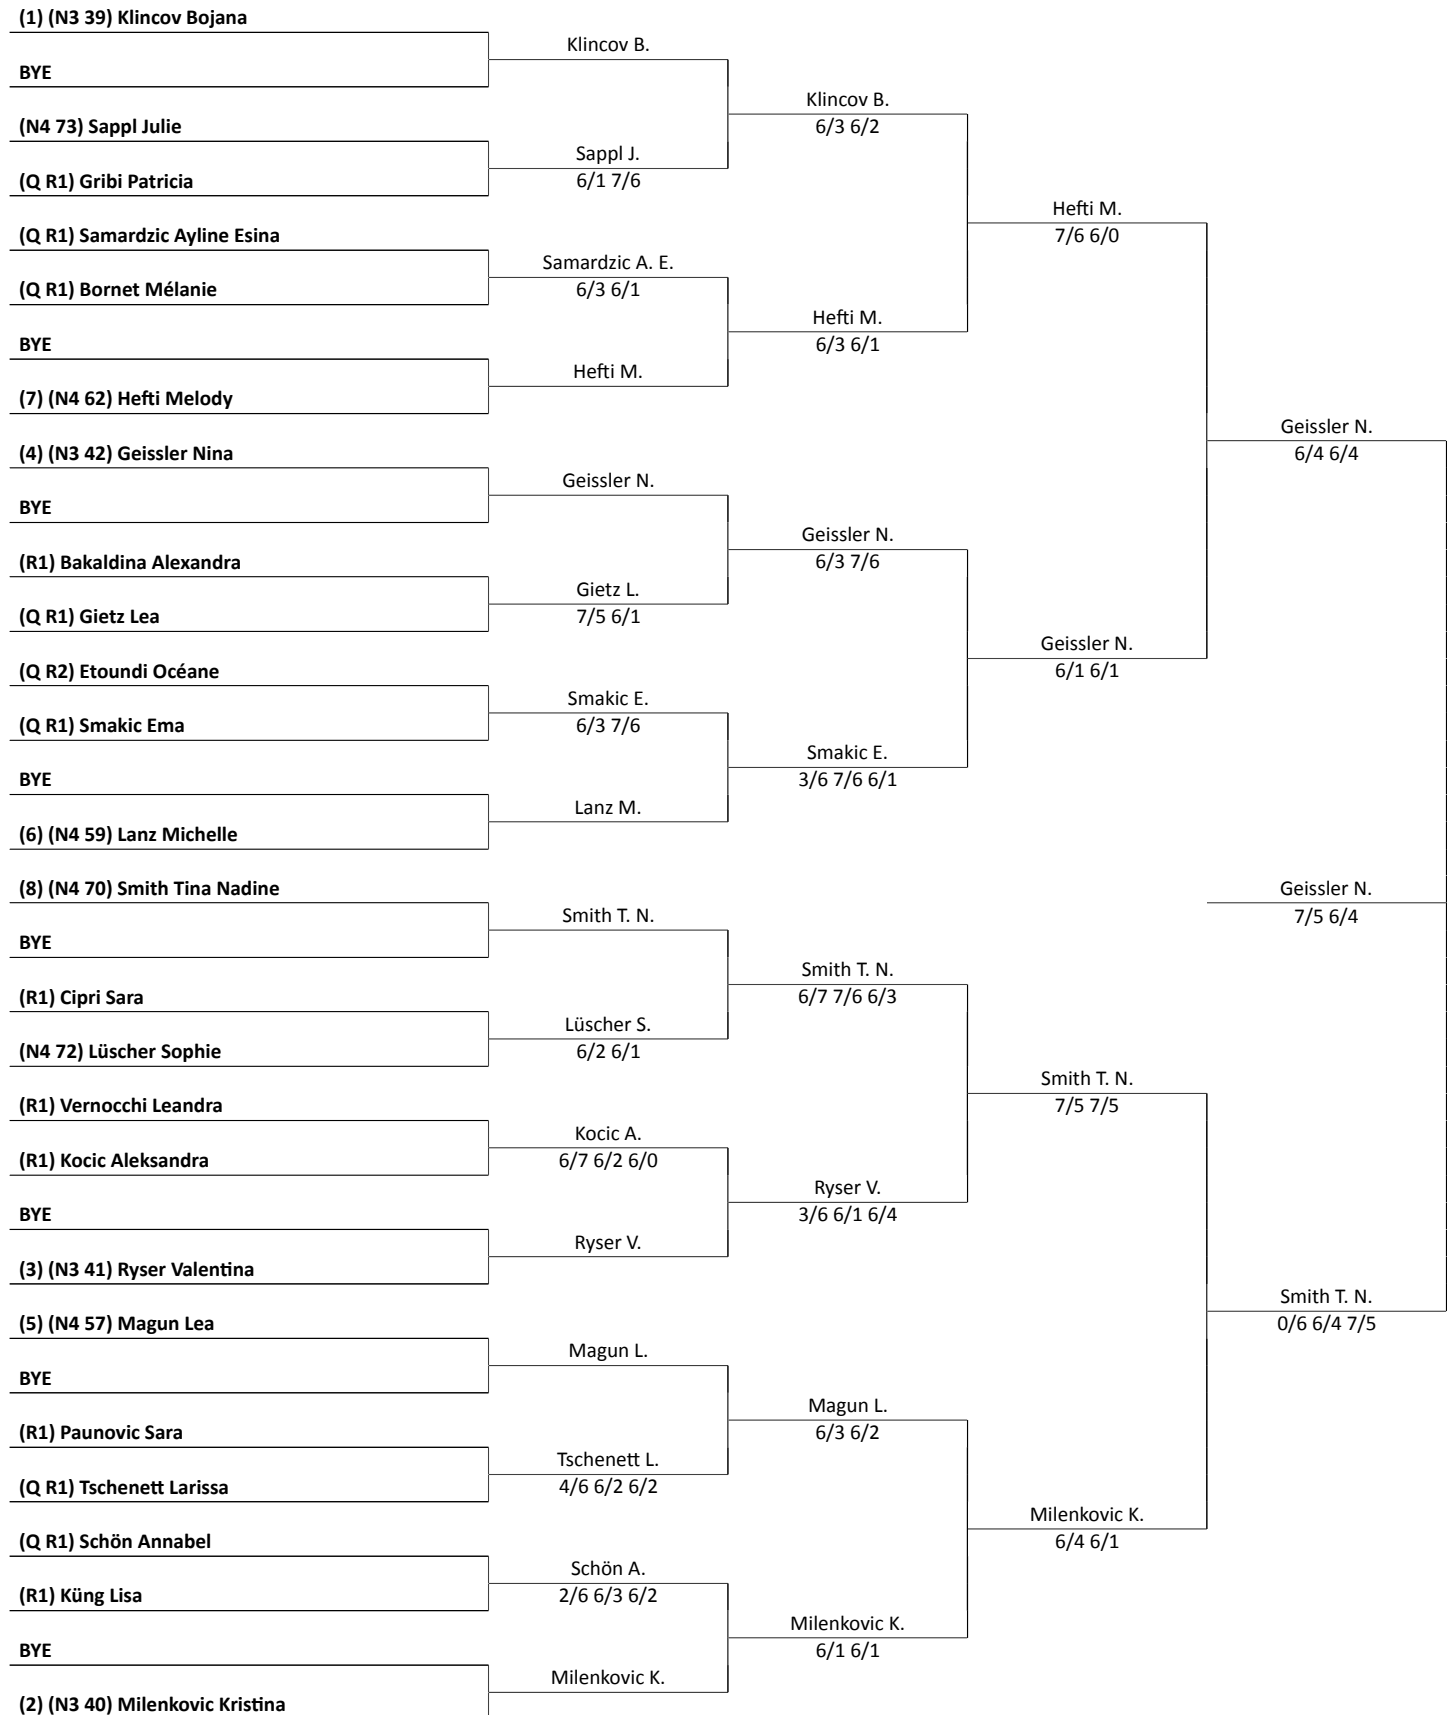 (1) (N3 39) Klincov Bojana
Klincov B.
BYE
Klincov B.
6/3 6/2
(N4 73) Sappl Julie
Sappl J.
6/1 7/6
(Q R1) Gribi Patricia
Hefti M.
7/6 6/0
(Q R1) Samardzic Ayline Esina
Samardzic A. E.
6/3 6/1
(Q R1) Bornet Mélanie
Hefti M.
6/3 6/1
BYE
Hefti M.
(7) (N4 62) Hefti Melody
Geissler N.
6/4 6/4
(4) (N3 42) Geissler Nina
Geissler N.
BYE
Geissler N.
6/3 7/6
(R1) Bakaldina Alexandra
Gietz L.
7/5 6/1
(Q R1) Gietz Lea
Geissler N.
6/1 6/1
(Q R2) Etoundi Océane
Smakic E.
6/3 7/6
(Q R1) Smakic Ema
Smakic E.
3/6 7/6 6/1
BYE
Lanz M.
(6) (N4 59) Lanz Michelle
(8) (N4 70) Smith Tina Nadine
Geissler N.
7/5 6/4
Smith T. N.
BYE
Smith T. N.
6/7 7/6 6/3
(R1) Cipri Sara
Lüscher S.
6/2 6/1
(N4 72) Lüscher Sophie
Smith T. N.
7/5 7/5
(R1) Vernocchi Leandra
Kocic A.
6/7 6/2 6/0
(R1) Kocic Aleksandra
Ryser V.
3/6 6/1 6/4
BYE
Ryser V.
(3) (N3 41) Ryser Valentina
Smith T. N.
0/6 6/4 7/5
(5) (N4 57) Magun Lea
Magun L.
BYE
Magun L.
6/3 6/2
(R1) Paunovic Sara
Tschenett L.
4/6 6/2 6/2
(Q R1) Tschenett Larissa
Milenkovic K.
6/4 6/1
(Q R1) Schön Annabel
Schön A.
2/6 6/3 6/2
(R1) Küng Lisa
Milenkovic K.
6/1 6/1
BYE
Milenkovic K.
(2) (N3 40) Milenkovic Kristina